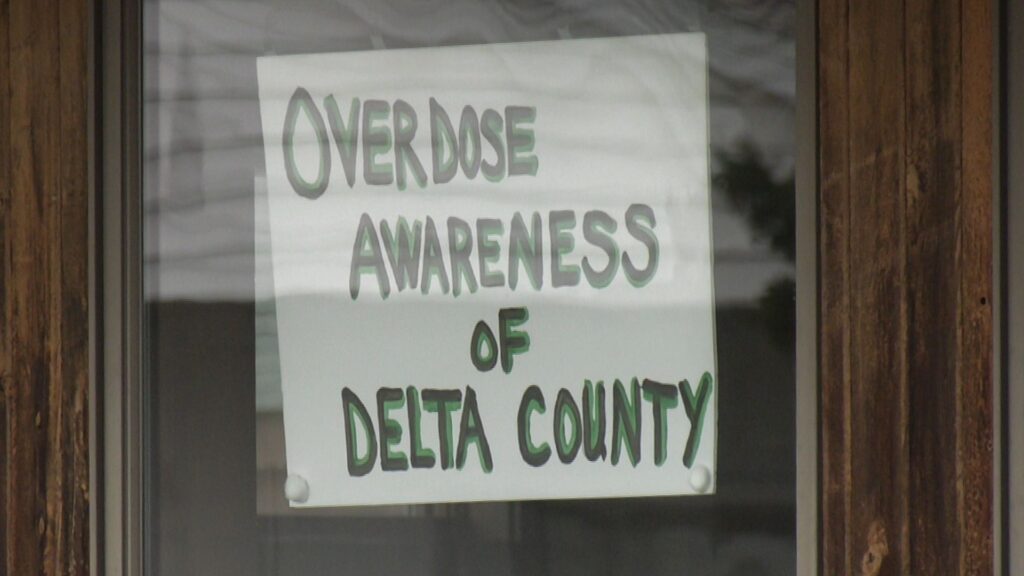 OVERDOSE
AWARENESS
OF
DELTA COUNTY